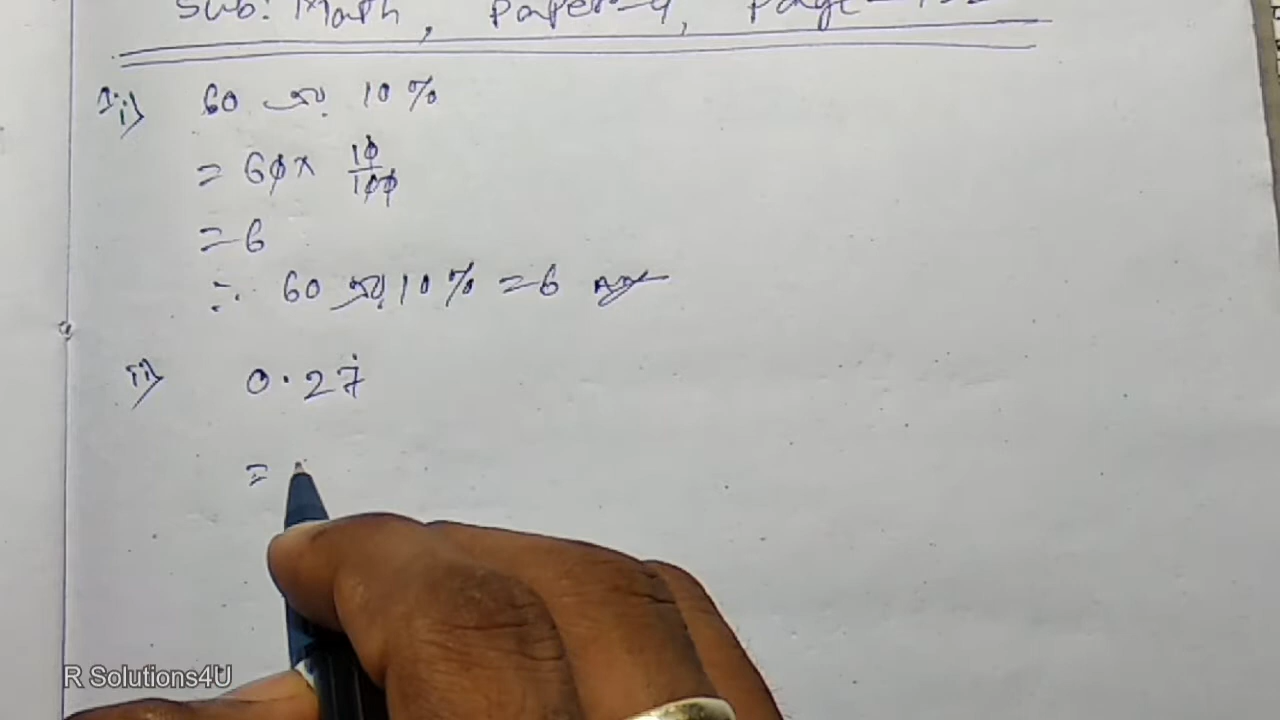 Sub: Math, Paper-4, Page-
I. i) 60 এর 10%
= 60 × 10/100
= 6
∴ 60 এর 10% = 6
ii) 0.27̇
=
R Solutions4U